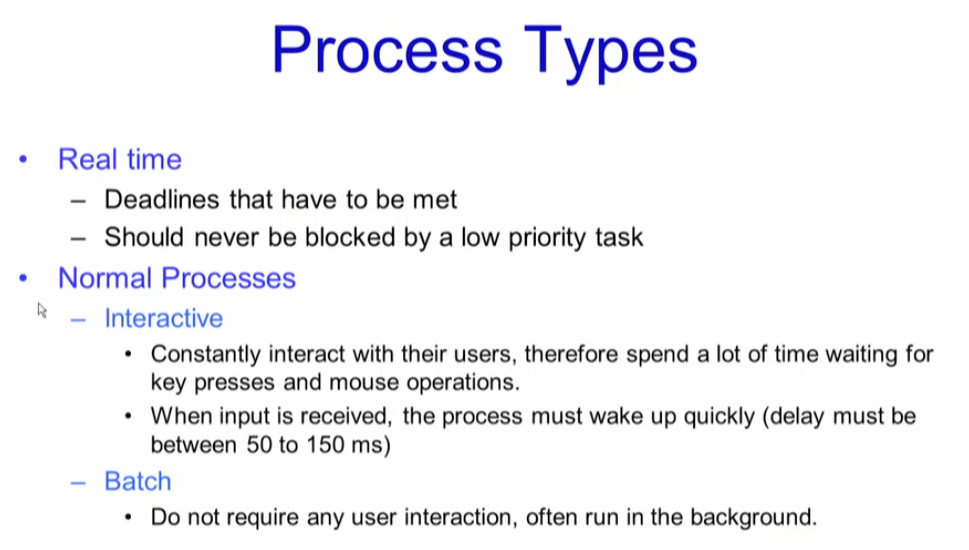 Process Types
• Real time
– Deadlines that have to be met
– Should never be blocked by a low priority task
• Normal Processes
– Interactive
• Constantly interact with their users, therefore spend a lot of time waiting for
key presses and mouse operations.
• When input is received, the process must wake up quickly (delay must be
between 50 to 150 ms)
– Batch
• Do not require any user interaction, often run in the background.